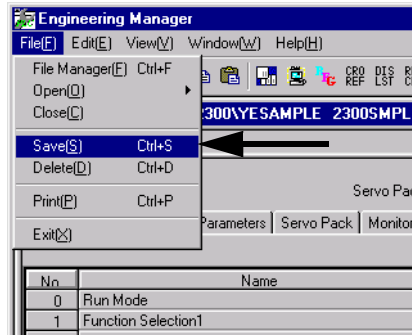 Engineering Manager
File(F) Edit(E) View(V) Window(W) Help(H)
File Manager(F) Ctrl+F
Open(O)
Close(C)
Save(S) Ctrl+S
Delete(D) Ctrl+D
Print(P) Ctrl+P
Exit(X)
CRO REF DIS LST
2300\YESAMPLE 2300SMPL
Servo Pac
Parameters Servo Pack Monitor
No Name
0 Run Mode
1 Function Selection1